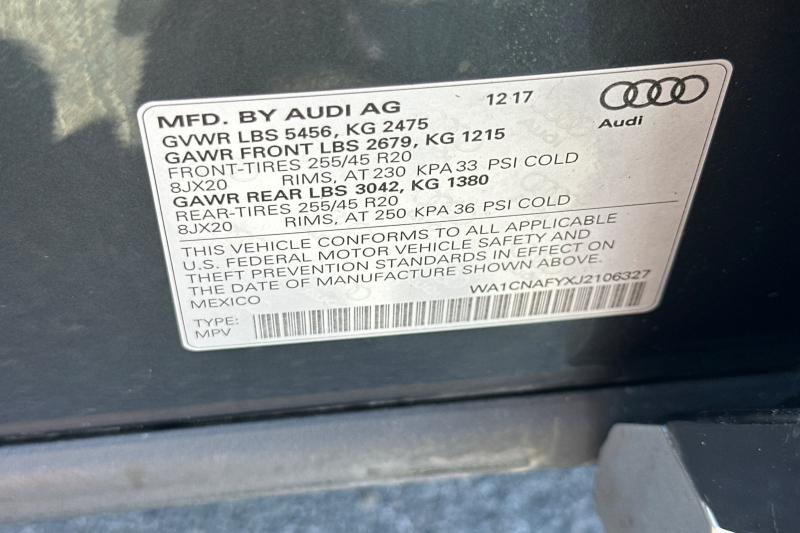 MFD. BY AUDI AG 12 17
Audi
GVWR LBS 5456, KG 2475
GAWR FRONT LBS 2679, KG 1215
FRONT-TIRES 255/45 R20
8JX20 RIMS, AT 230 KPA 33 PSI COLD
GAWR REAR LBS 3042, KG 1380
REAR-TIRES 255/45 R20
8JX20 RIMS, AT 250 KPA 36 PSI COLD
THIS VEHICLE CONFORMS TO ALL APPLICABLE
U.S. FEDERAL MOTOR VEHICLE SAFETY AND
THEFT PREVENTION STANDARDS IN EFFECT ON
THE DATE OF MANUFACTURE SHOWN ABOVE.
MEXICO WA1CNAFYXJ2106327
TYPE:
MPV